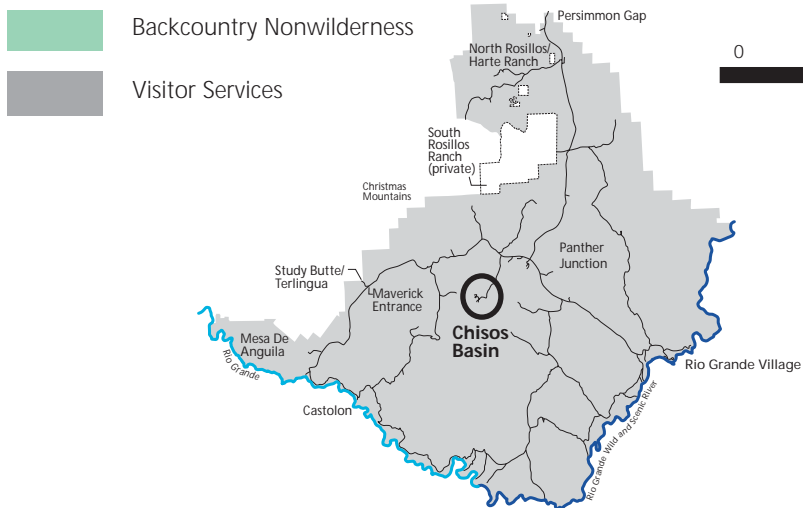 Backcountry Nonwilderness
Visitor Services
0
Persimmon Gap
North Rosillos/
Harte Ranch
South
Rosillos
Ranch
(private)
Christmas
Mountains
Panther
Junction
Study Butte/
Terlingua
Maverick
Entrance
Chisos
Basin
Mesa De
Anguila
Rio Grande
Rio Grande Village
Castolon
Rio Grande Wild and Scenic River